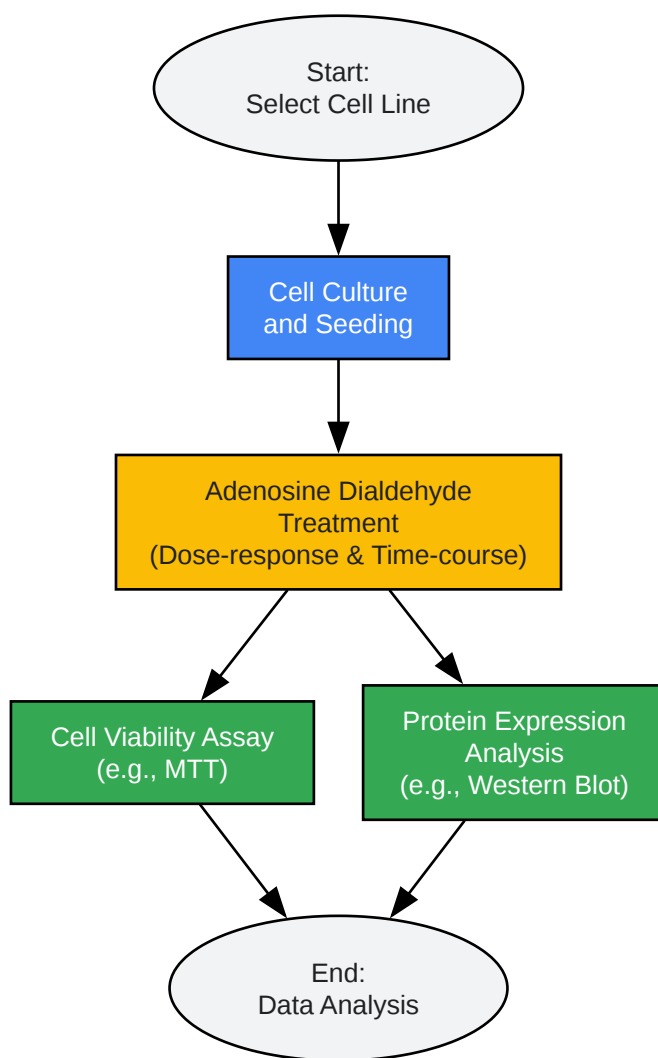 Start:
Select Cell Line
Cell Culture
and Seeding
Adenosine Dialdehyde
Treatment
(Dose-response & Time-course)
Cell Viability Assay
(e.g., MTT)
Protein Expression
Analysis
(e.g., Western Blot)
End:
Data Analysis